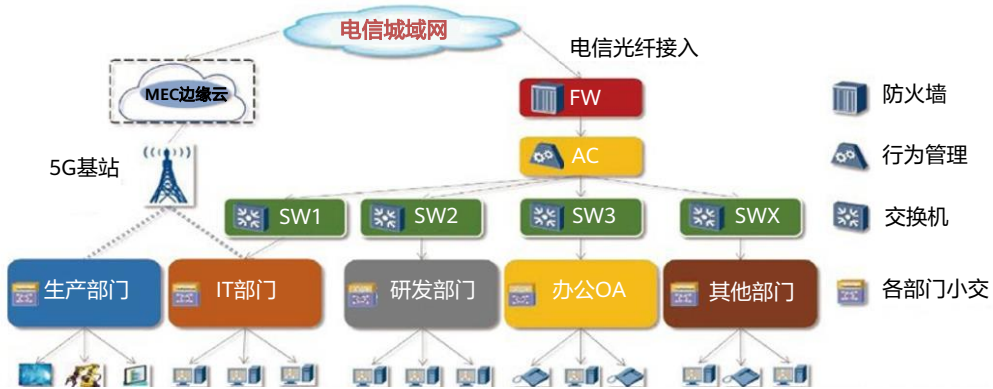 电信城域网
电信光纤接入
MEC边缘云
FW
防火墙
AC
行为管理
5G基站
SW1
SW2
SW3
SWX
交换机
生产部门
IT部门
研发部门
办公OA
其他部门
各部门小交